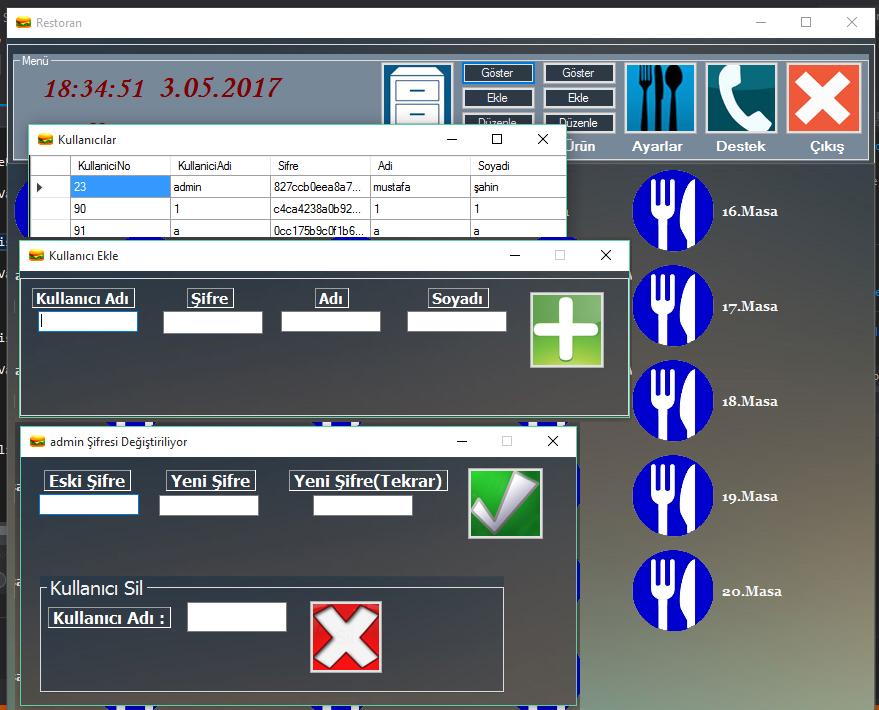 Restoran
Menü
18:34:51 3.05.2017
Göster
Ekle
Düzenle
Göster
Ekle
Düzenle
Ürün
Ayarlar
Destek
Çıkış
Kullanıcılar
KullaniciNo KullaniciAdi Sifre Adi Soyadi
23 admin 827ccb0eea8a7... mustafa şahin
90 1 c4ca4238a0b92... 1 1
91 a 0cc175b9c0f1b6... a a
Kullanıcı Ekle
Kullanıcı Adı Şifre Adı Soyadı
admin Şifresi Değiştiriliyor
Eski Şifre Yeni Şifre Yeni Şifre(Tekrar)
Kullanıcı Sil
Kullanıcı Adı :
16.Masa
17.Masa
18.Masa
19.Masa
20.Masa